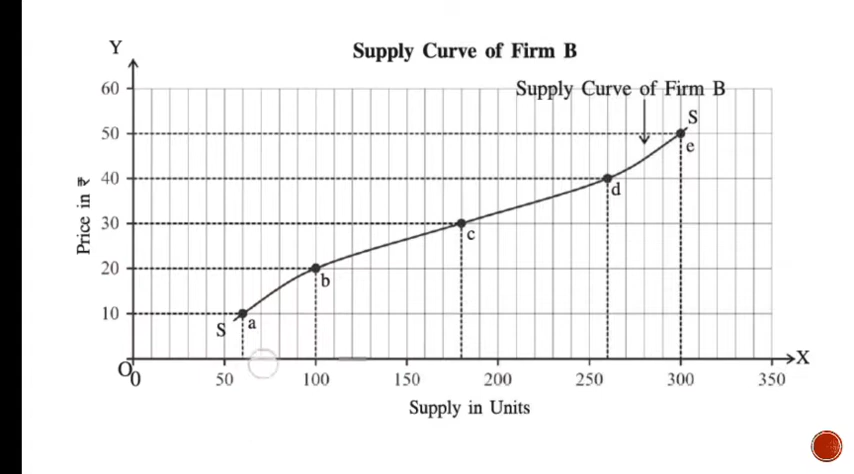 Y
Supply Curve of Firm B
Supply Curve of Firm B
60
50
40
30
20
10
Price in ₹
S
a
b
c
d
e
S
O
0
50
100
150
200
250
300
350
X
Supply in Units